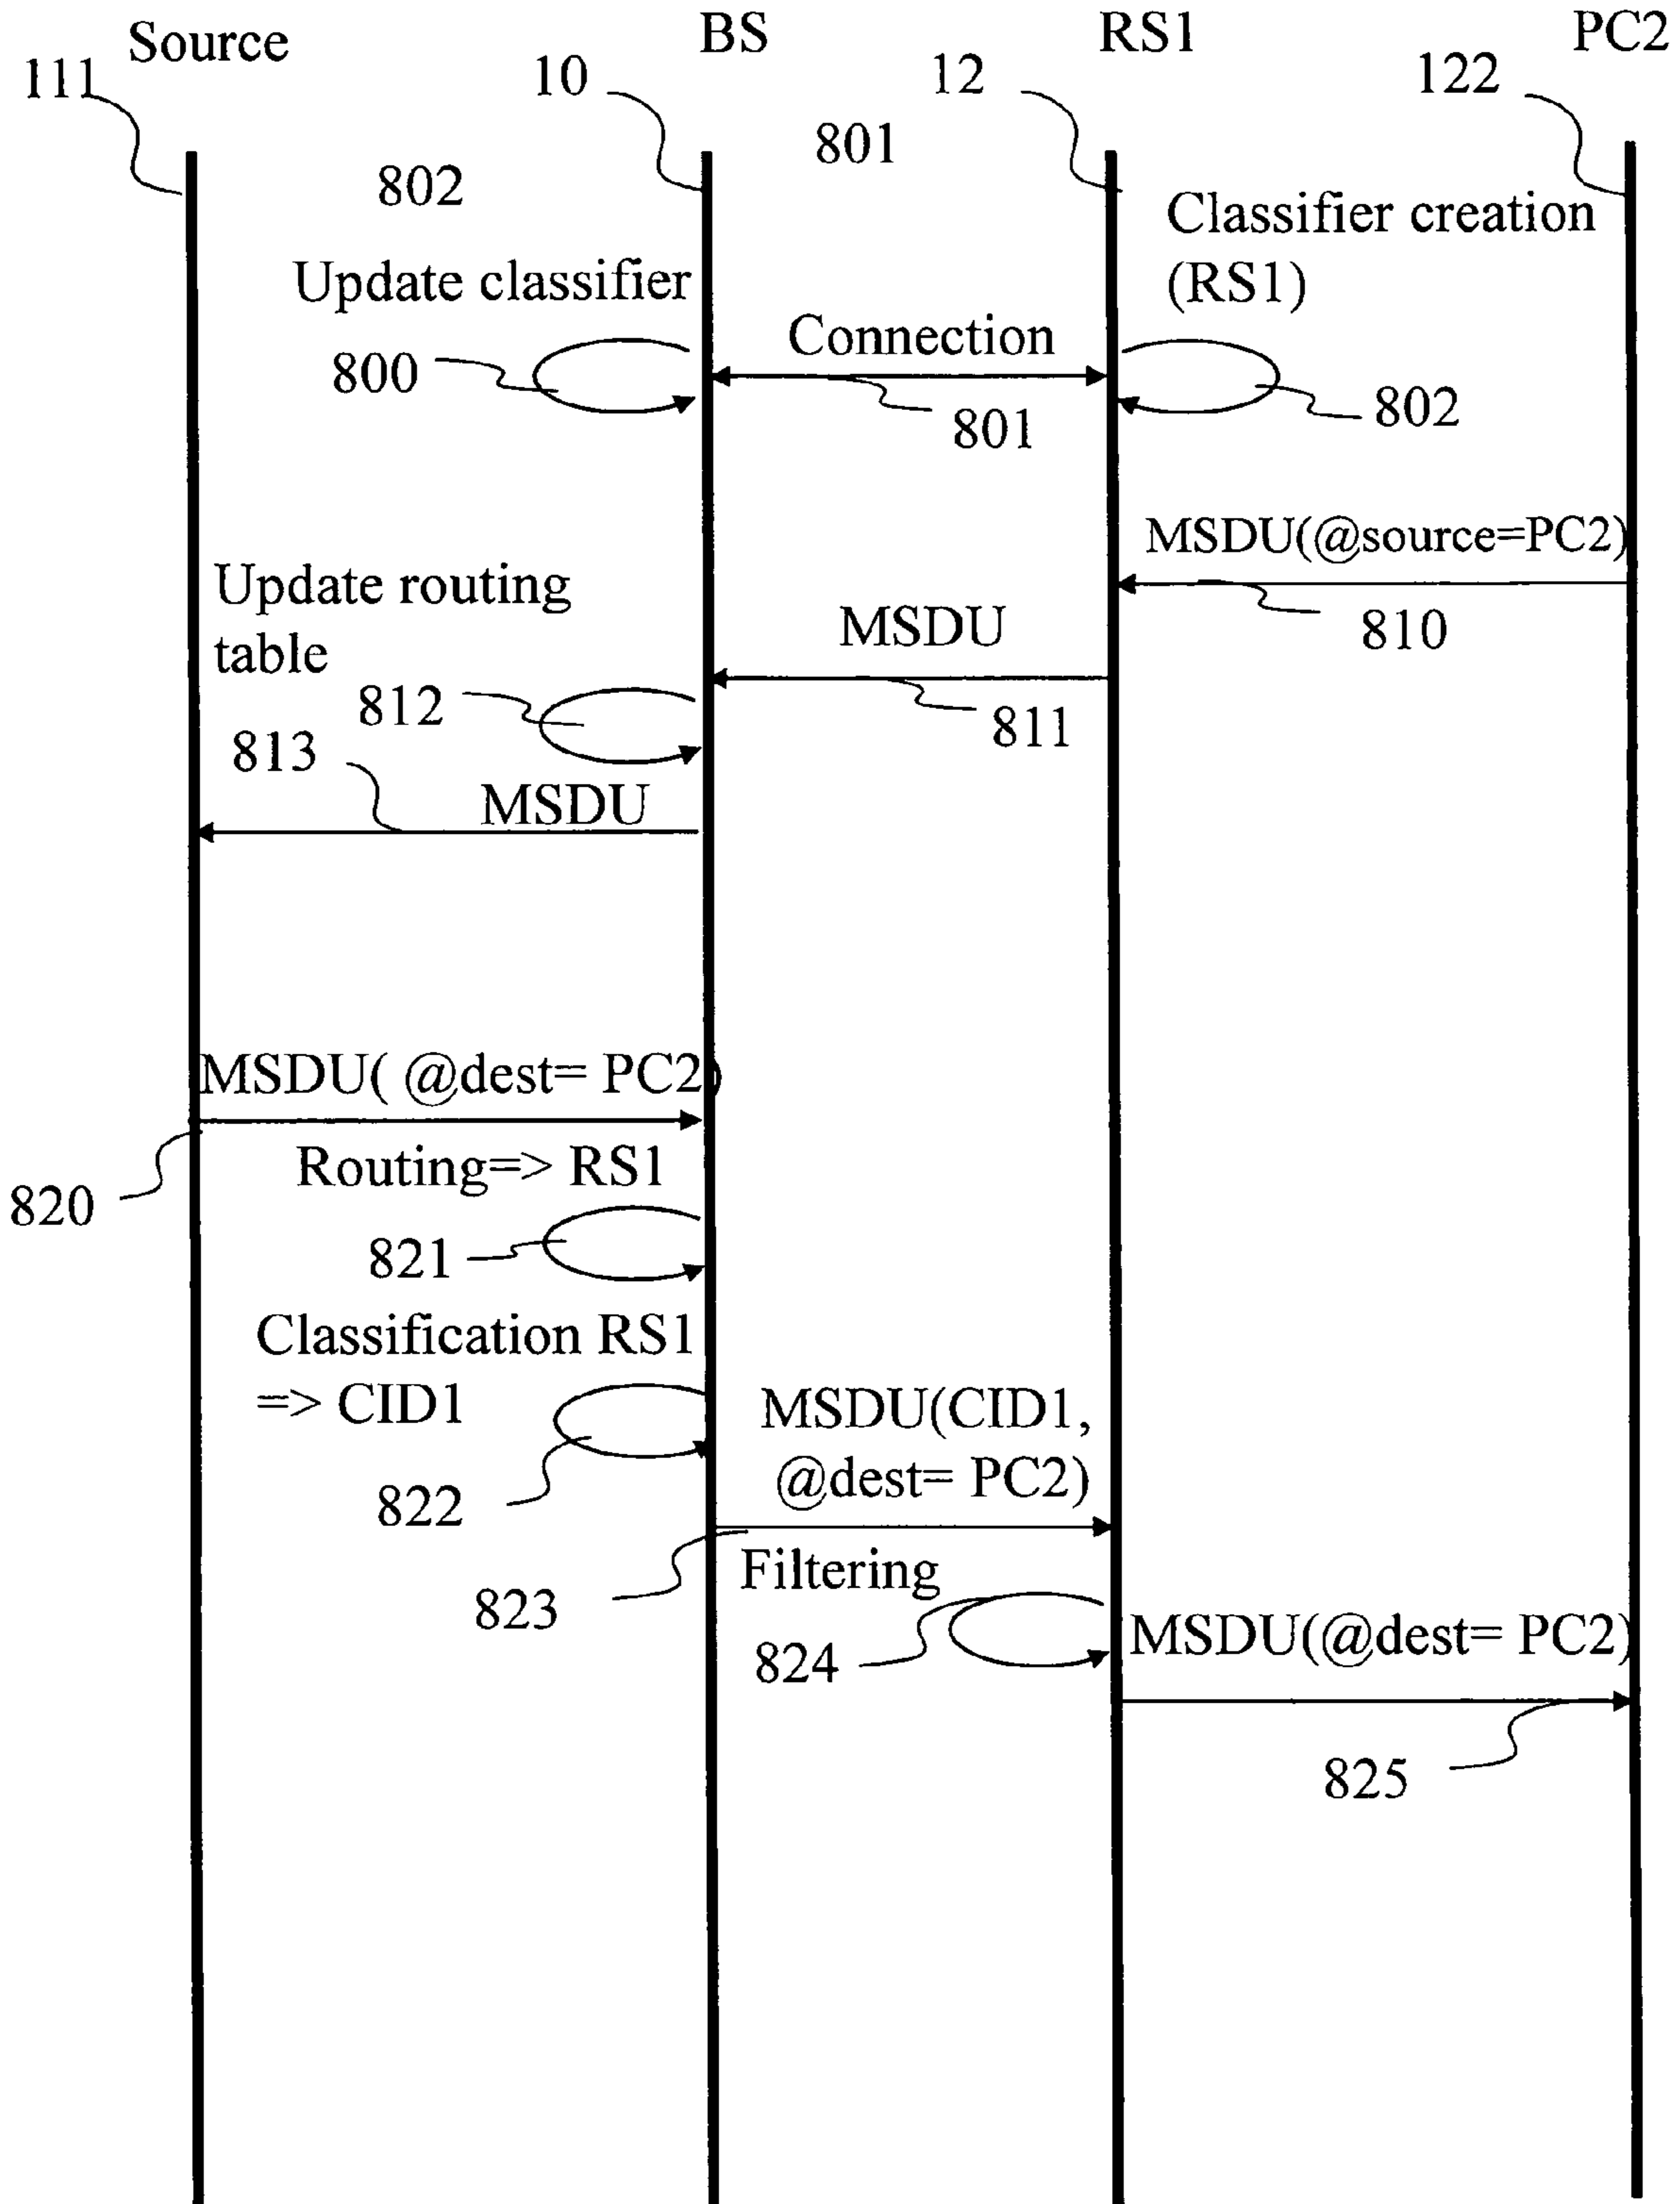 Source
BS
RS1
PC2
111
10
12
122
801
802
Classifier creation
(RS1)
Update classifier
Connection
800
801
802
MSDU(@source=PC2)
810
Update routing
table
MSDU
812
811
813
MSDU
MSDU( @dest= PC2)
820
Routing=> RS1
821
Classification RS1
=> CID1
822
MSDU(CID1,
@dest= PC2)
823
Filtering
824
MSDU(@dest= PC2)
825